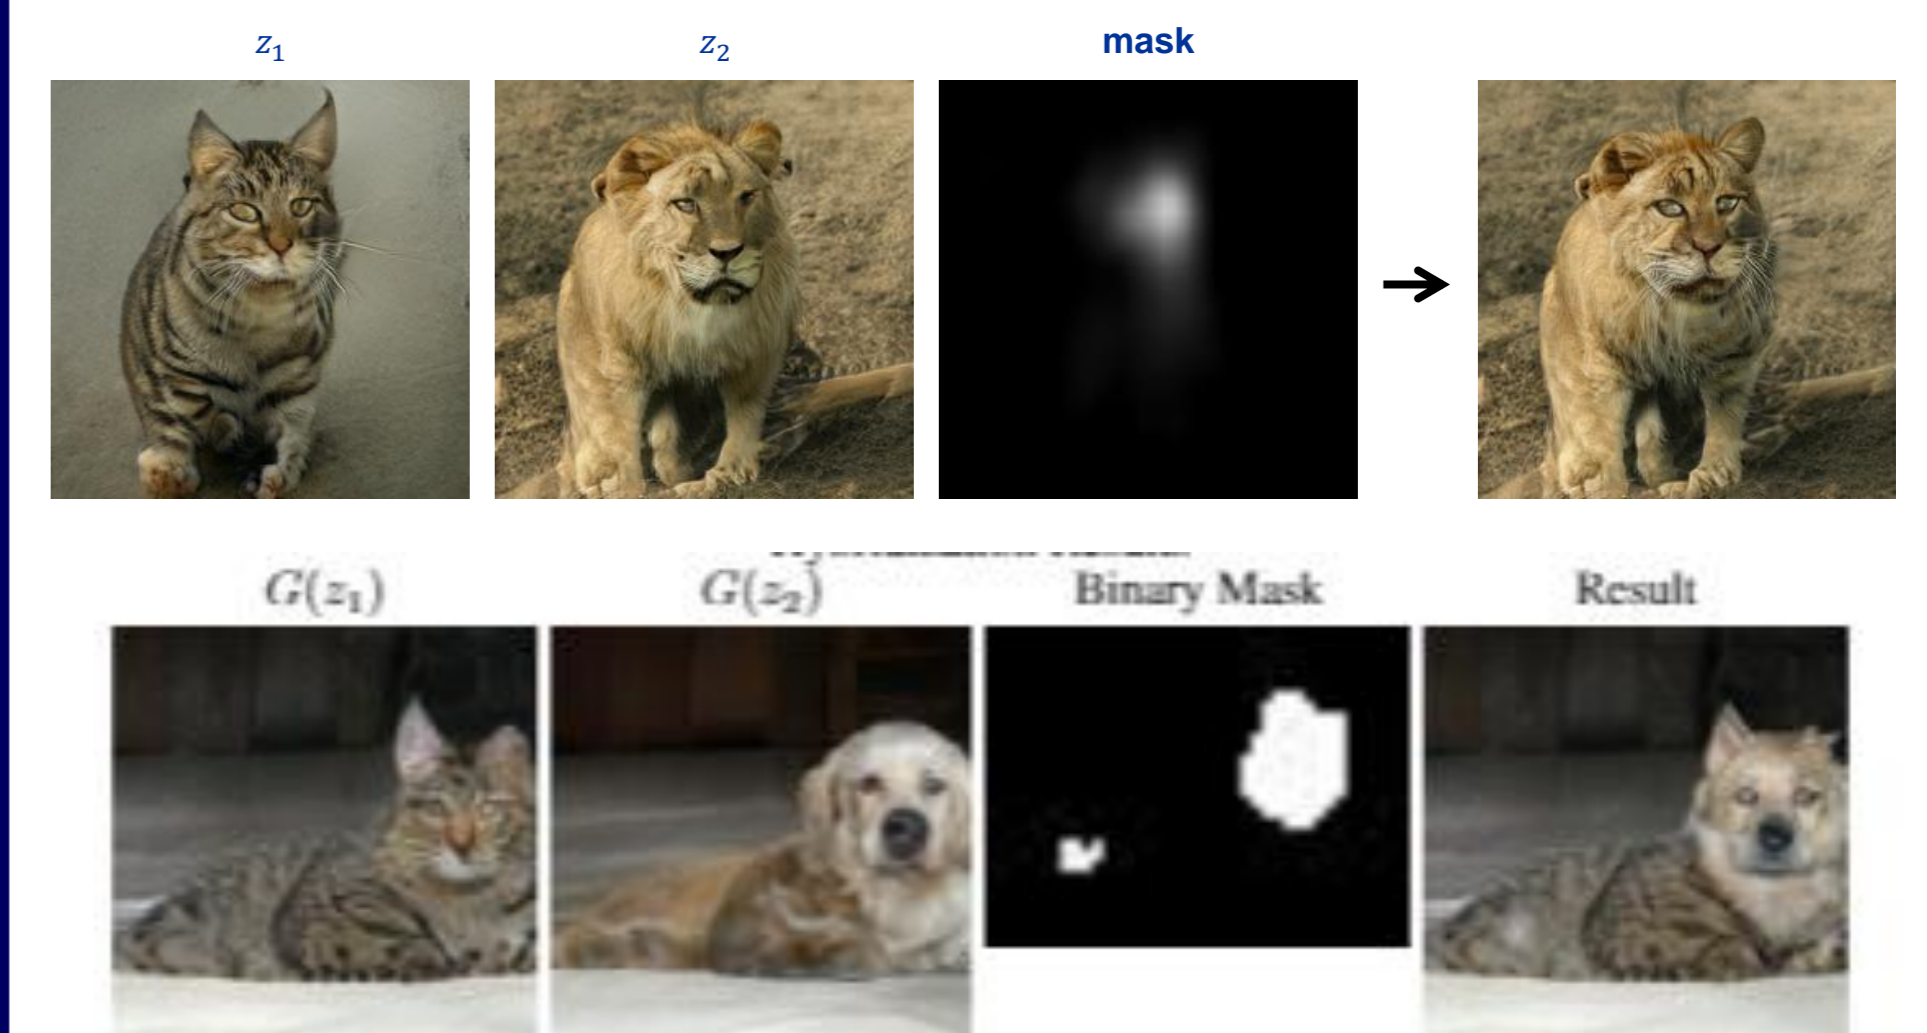 z₁ z₂ mask
G(z₁) G(z₂) Binary Mask Result